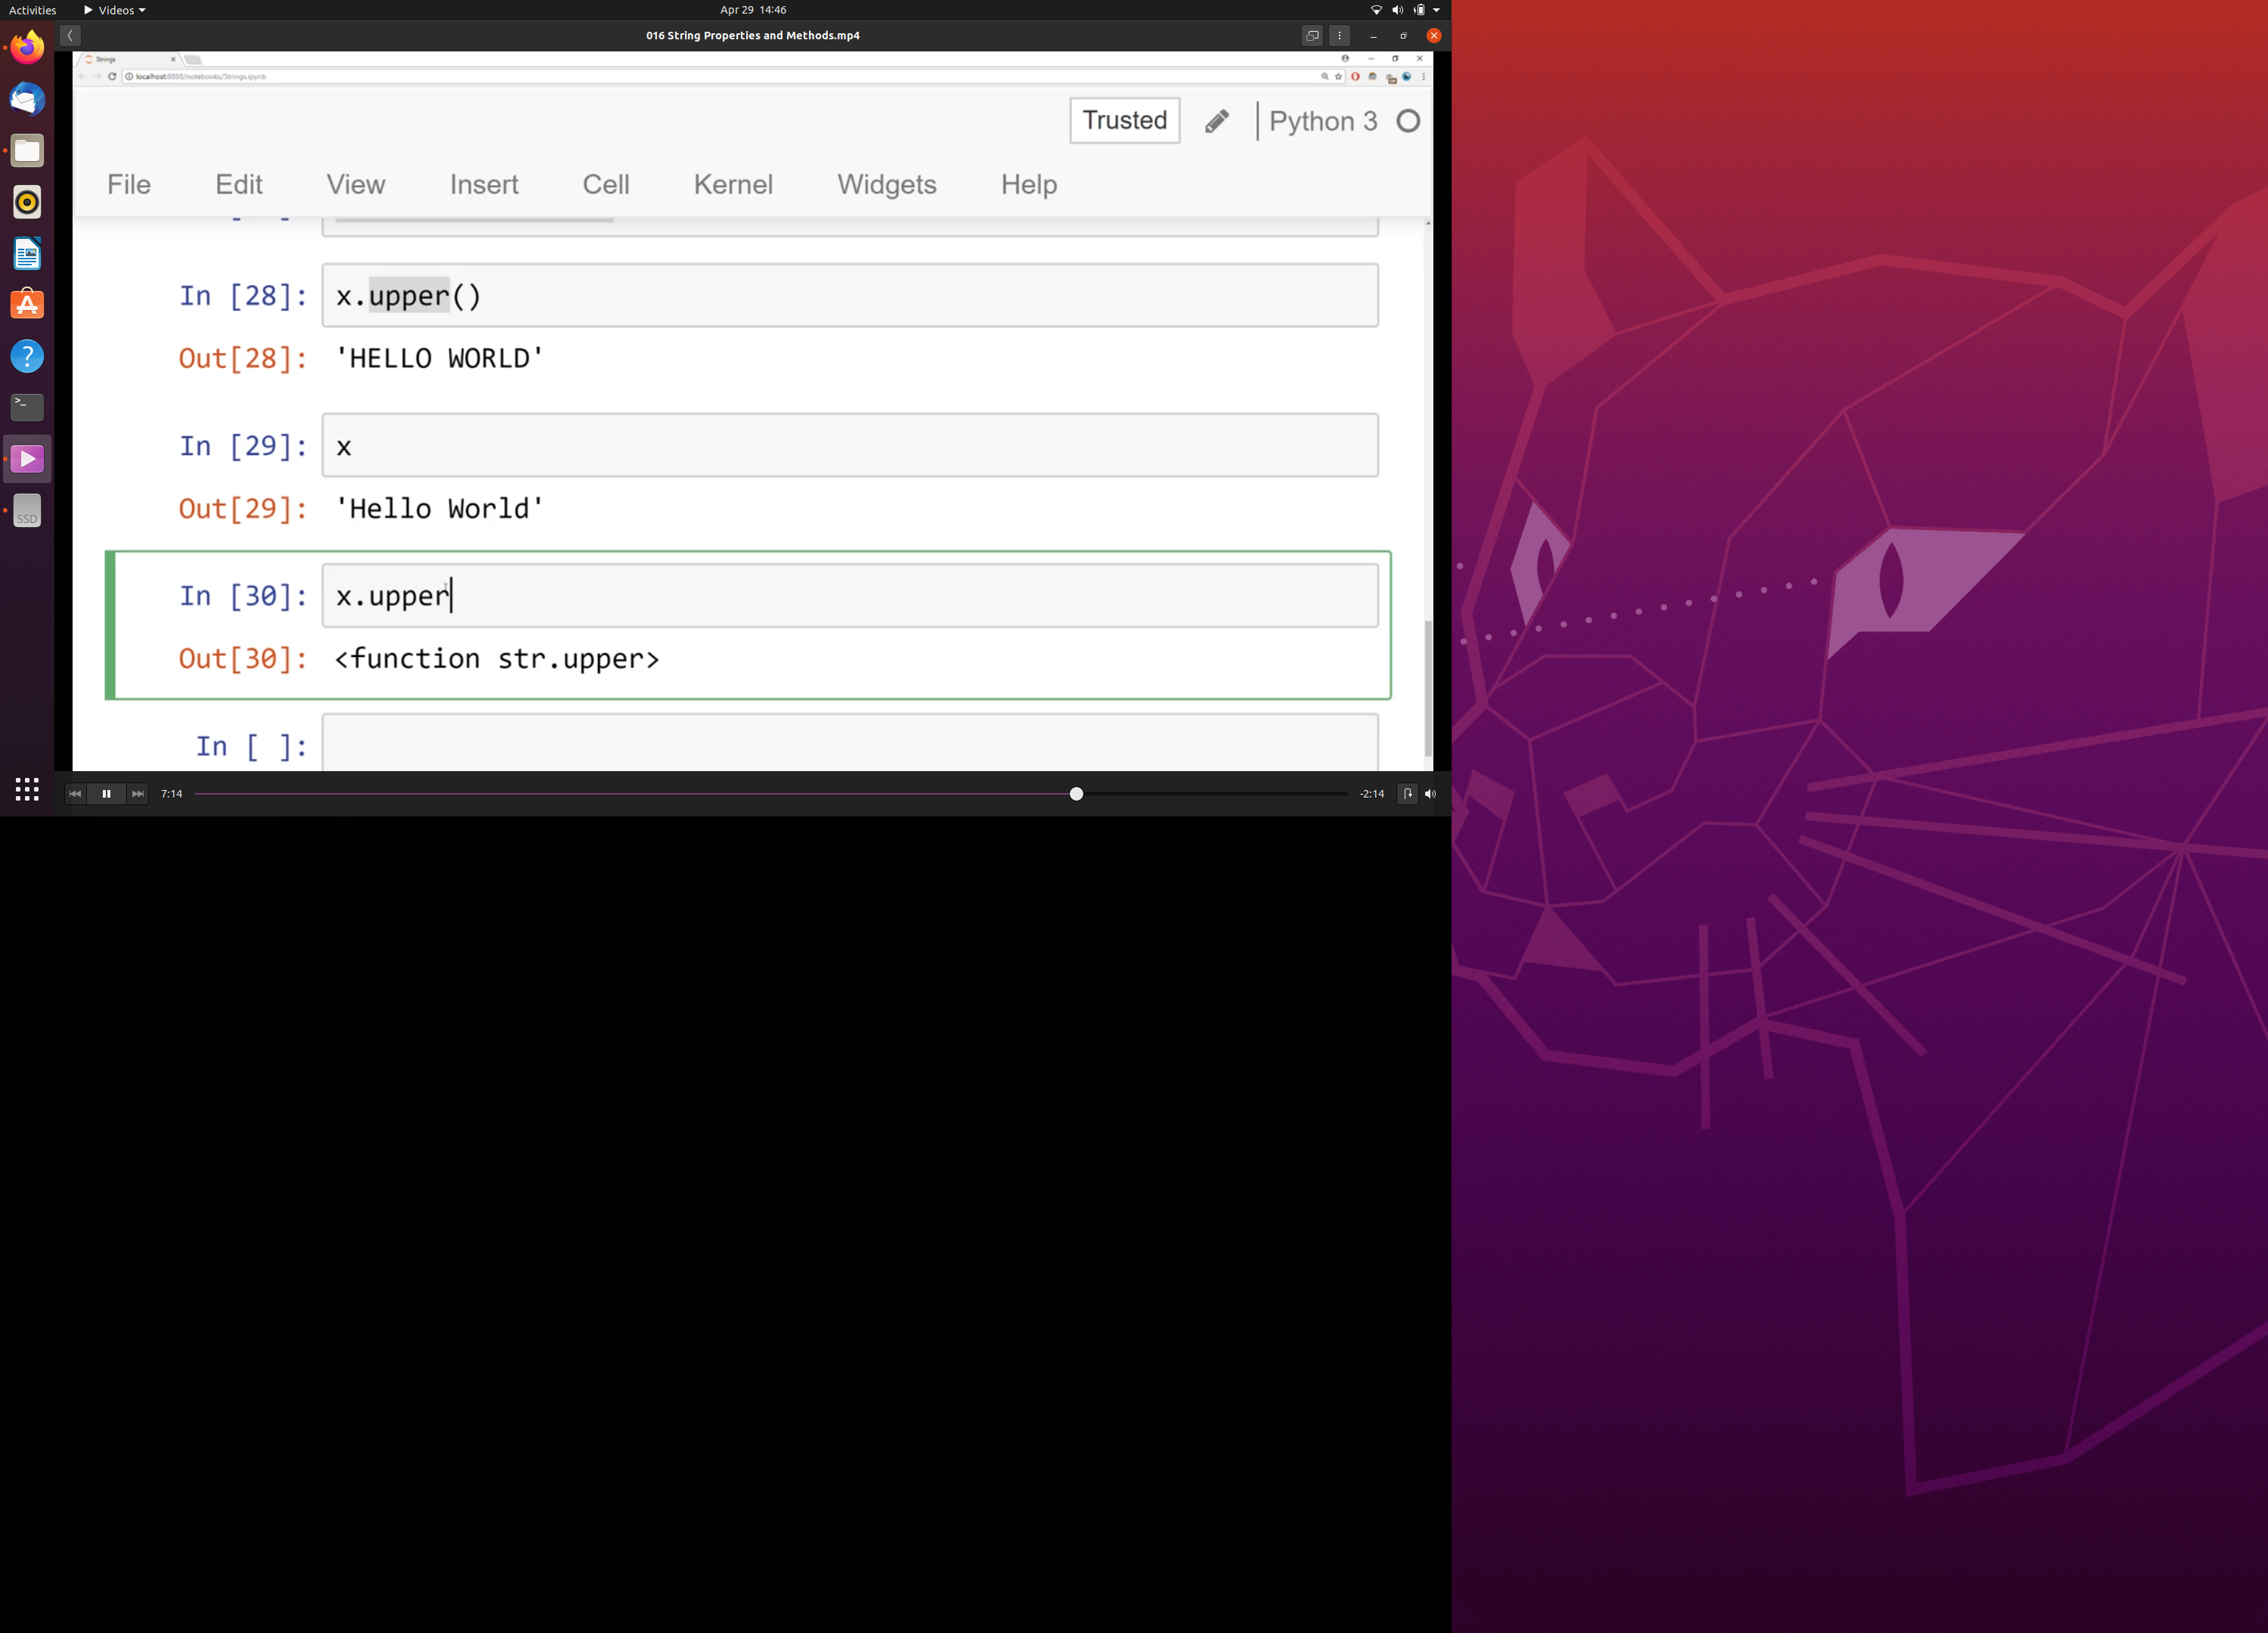 Activities Videos Apr 29 14:46
016 String Properties and Methods.mp4
Strings
localhost:8888/notebooks/Strings.ipynb
Trusted Python 3
File Edit View Insert Cell Kernel Widgets Help
In [28]: x.upper()
Out[28]: 'HELLO WORLD'
In [29]: x
Out[29]: 'Hello World'
In [30]: x.upper
Out[30]: <function str.upper>
In [ ]:
SSD
7:14 -2:14